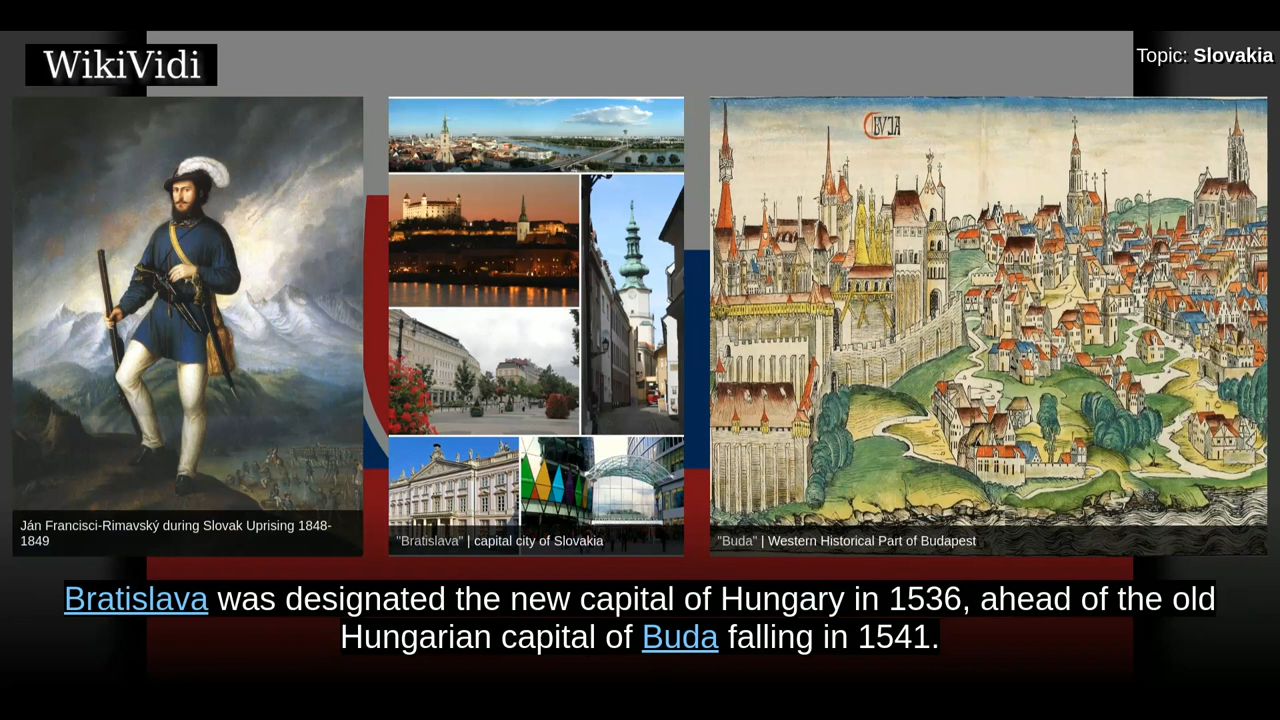 WikiVidi
Topic: Slovakia
BVDA
Ján Francisci-Rimavský during Slovak Uprising 1848-
1849
"Bratislava" | capital city of Slovakia
"Buda" | Western Historical Part of Budapest
Bratislava was designated the new capital of Hungary in 1536, ahead of the old
Hungarian capital of Buda falling in 1541.